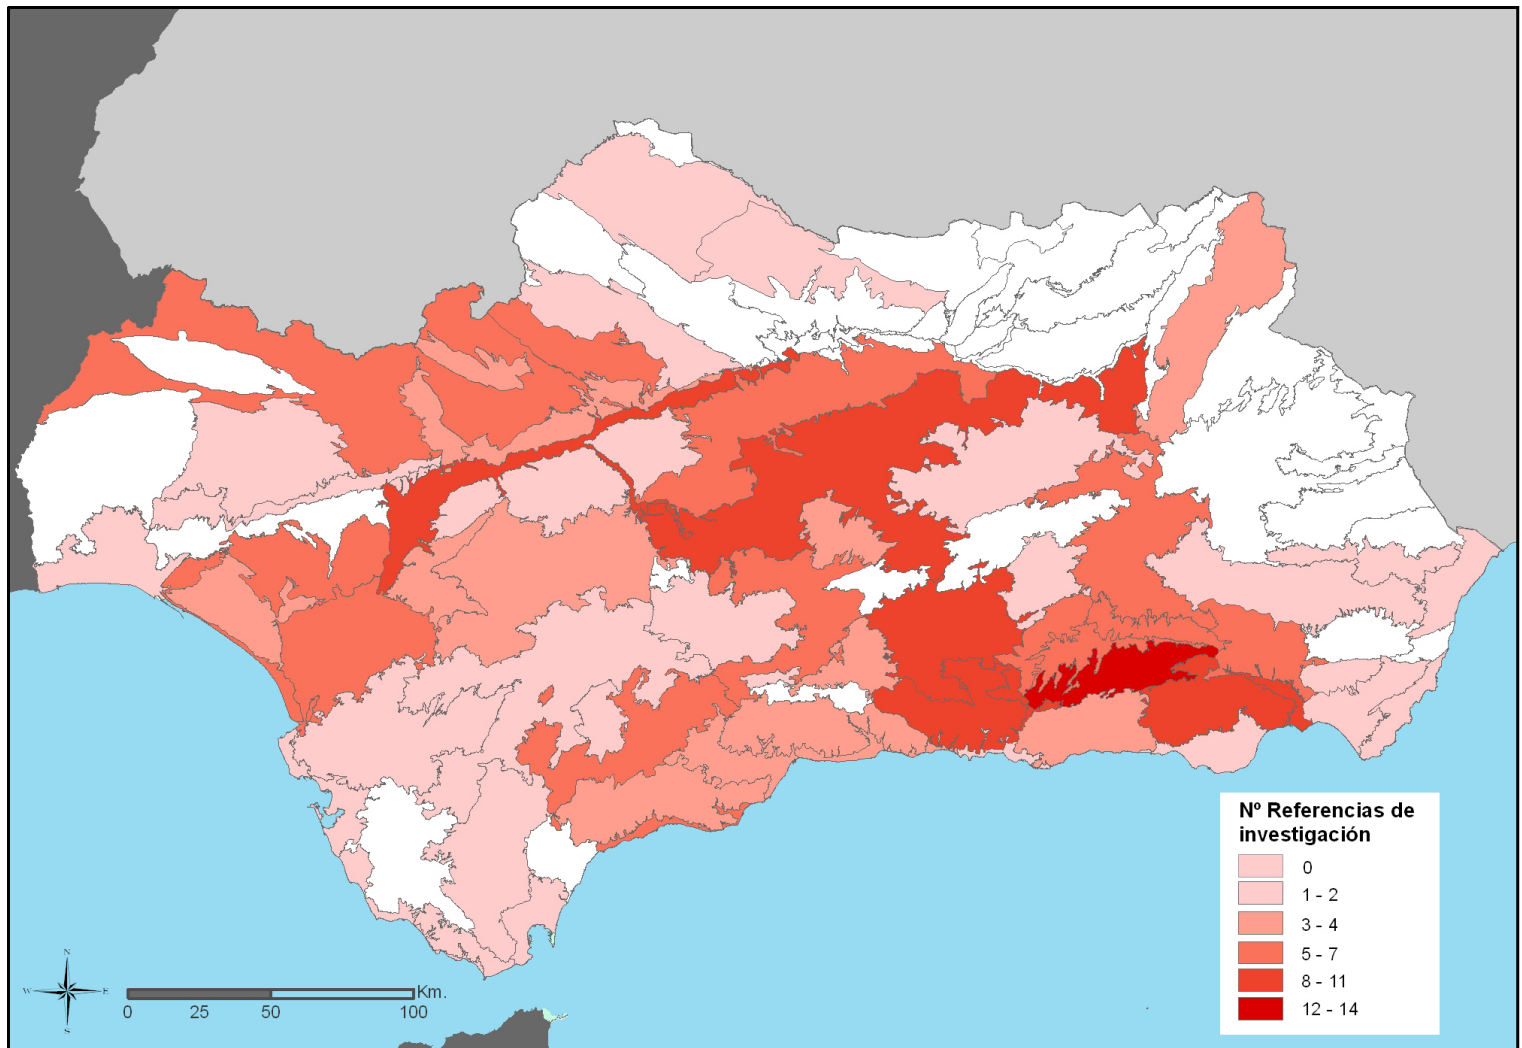 Nº Referencias de
investigación
0
1 - 2
3 - 4
5 - 7
8 - 11
12 - 14
N
W E
S
Km.
0 25 50 100